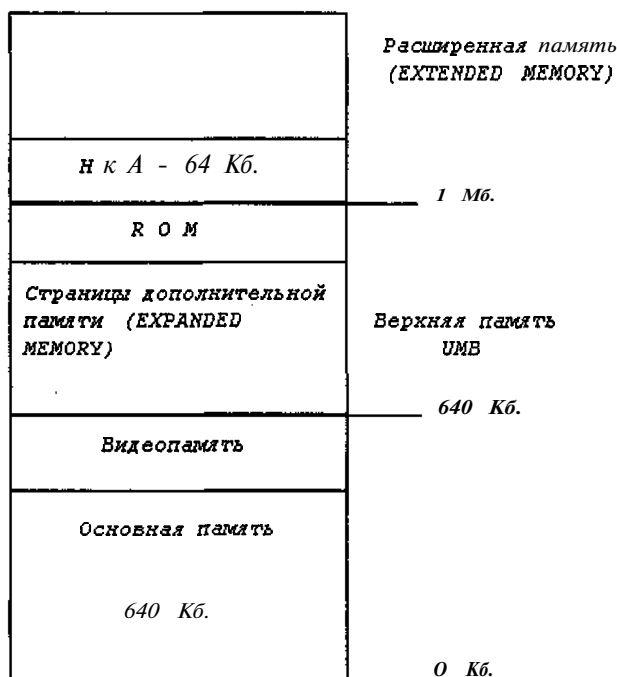 Расширенная память
(EXTENDED MEMORY)
Н к А - 64 Кб.
1 Мб.
R O M
Страницы дополнительной
памяти (EXPANDED
MEMORY)
Верхняя память
UMB
640 Кб.
Видеопамять
Основная память
640 Кб.
О Кб.